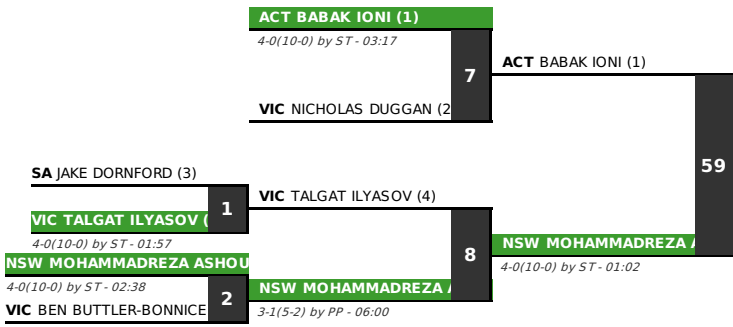 ACT BABAK IONI (1)
4-0(10-0) by ST - 03:17
7
ACT BABAK IONI (1)
VIC NICHOLAS DUGGAN (2
59
SA JAKE DORNFORD (3)
1
VIC TALGAT ILYASOV (4)
VIC TALGAT ILYASOV (
4-0(10-0) by ST - 01:57
8
NSW MOHAMMADREZA A
4-0(10-0) by ST - 01:02
NSW MOHAMMADREZA ASHOU
4-0(10-0) by ST - 02:38
2
NSW MOHAMMADREZA A
3-1(5-2) by PP - 06:00
VIC BEN BUTTLER-BONNICE